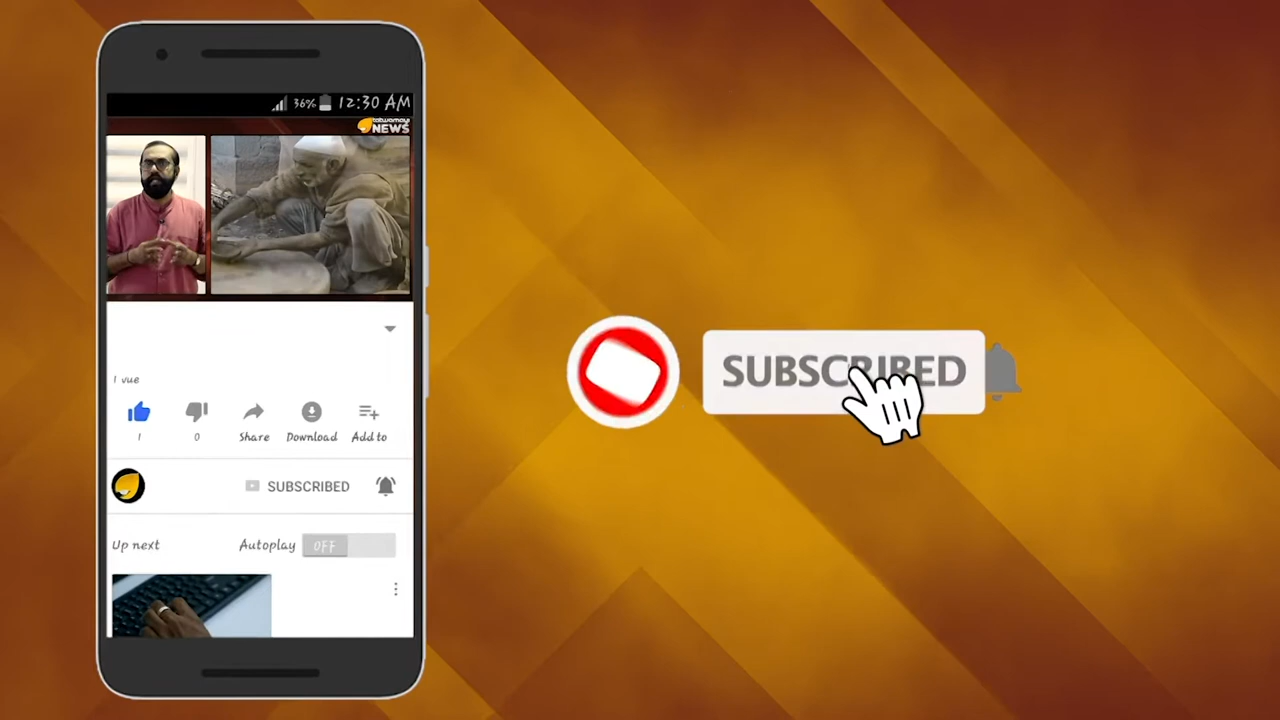 36% 12:30 AM
tatwamayi
NEWS
1 vue
1
0
Share
Download
Add to
SUBSCRIBED
Up next
Autoplay
OFF
SUBSCRIBED